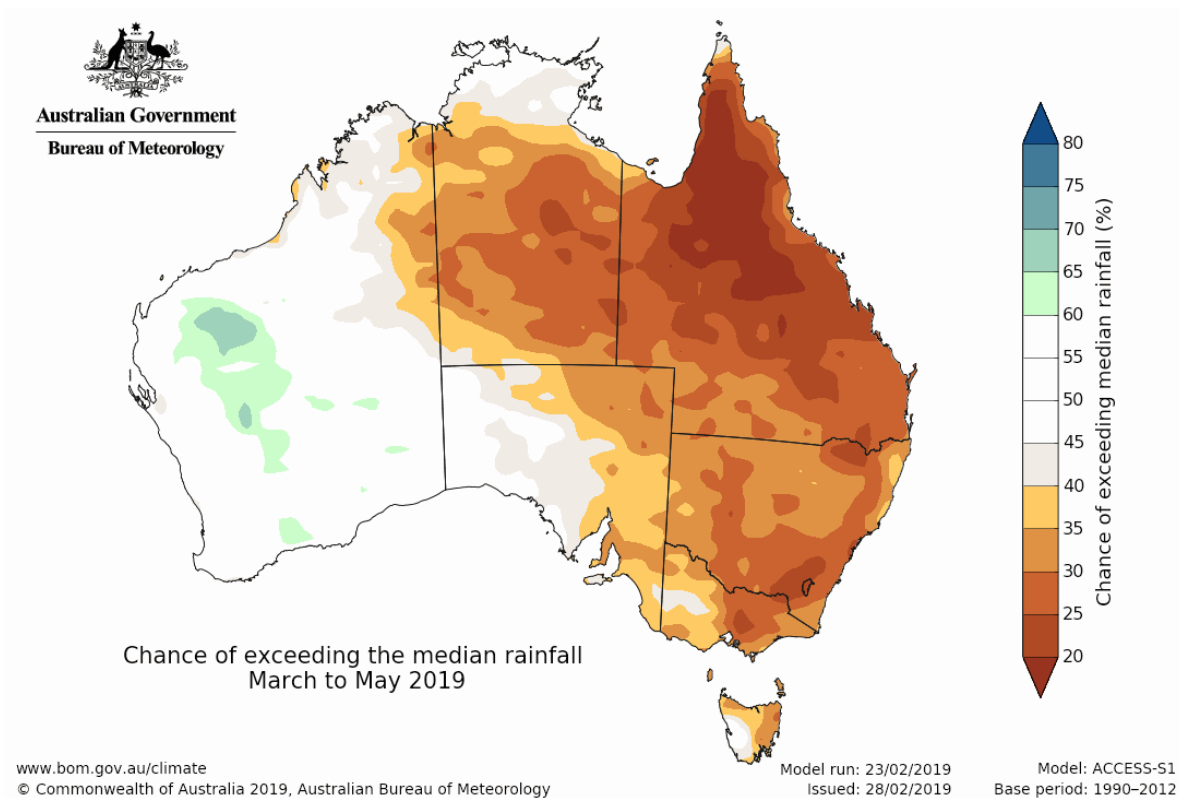 Australian Government
Bureau of Meteorology
80
75
70
65
60
55
50
45
40
35
30
25
20
Chance of exceeding median rainfall (%)
Chance of exceeding the median rainfall
March to May 2019
www.bom.gov.au/climate
© Commonwealth of Australia 2019, Australian Bureau of Meteorology
Model run: 23/02/2019
Issued: 28/02/2019
Model: ACCESS-S1
Base period: 1990–2012